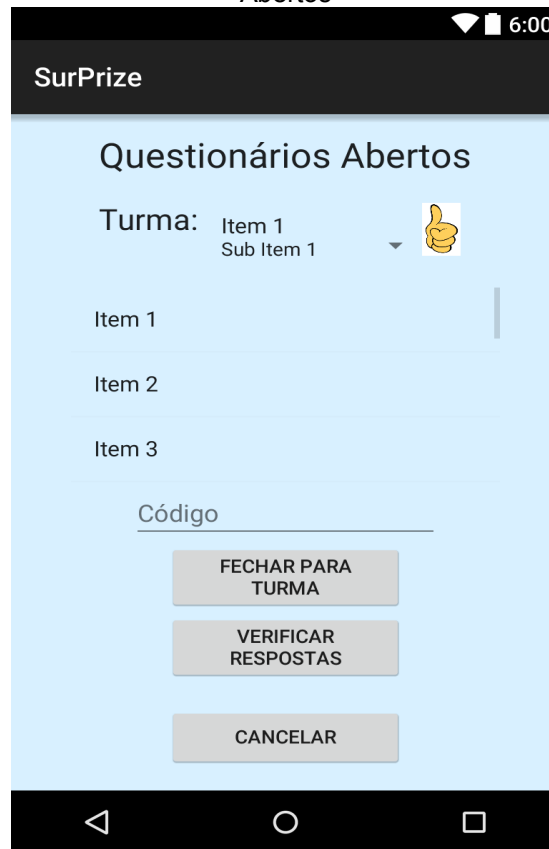 Abertos
6:00
SurPrize
Questionários Abertos
Turma:
Item 1
Sub Item 1
Item 1
Item 2
Item 3
Código
FECHAR PARA
TURMA
VERIFICAR
RESPOSTAS
CANCELAR